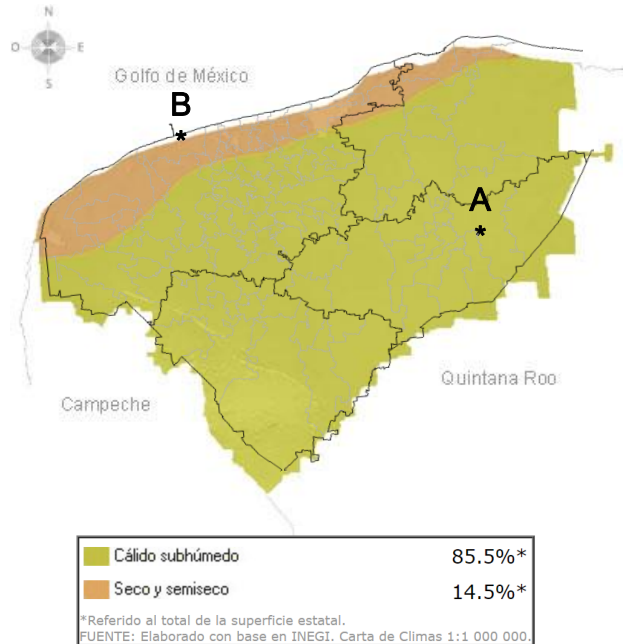 N
O E
S
Golfo de México
B
*
A
*
Quintana Roo
Campeche
Cálido subhúmedo 85.5%*
Seco y semiseco 14.5%*
*Referido al total de la superficie estatal.
FUENTE: Elaborado con base en INEGI. Carta de Climas 1:1 000 000.